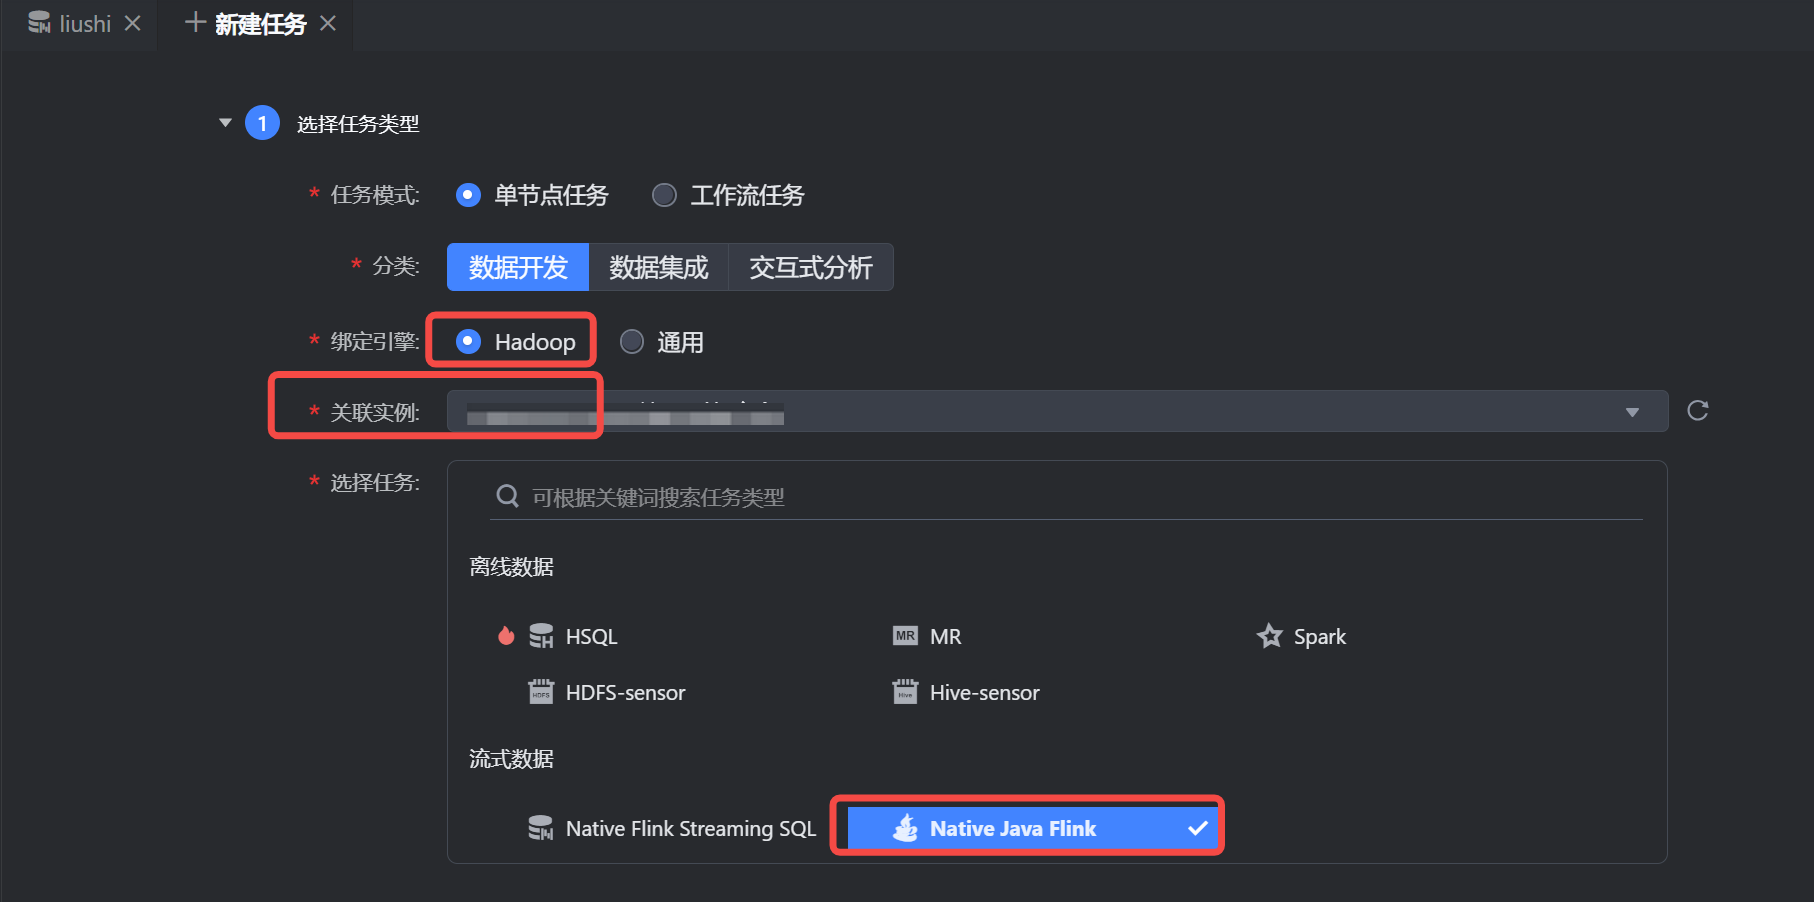 liushi
新建任务
1 选择任务类型
* 任务模式: 单节点任务 工作流任务
* 分类: 数据开发 数据集成 交互式分析
* 绑定引擎: Hadoop 通用
* 关联实例:
* 选择任务: 可根据关键词搜索任务类型
离线数据
HSQL MR MR Spark
HDFS HDFS-sensor Hive Hive-sensor
流式数据
Native Flink Streaming SQL Native Java Flink